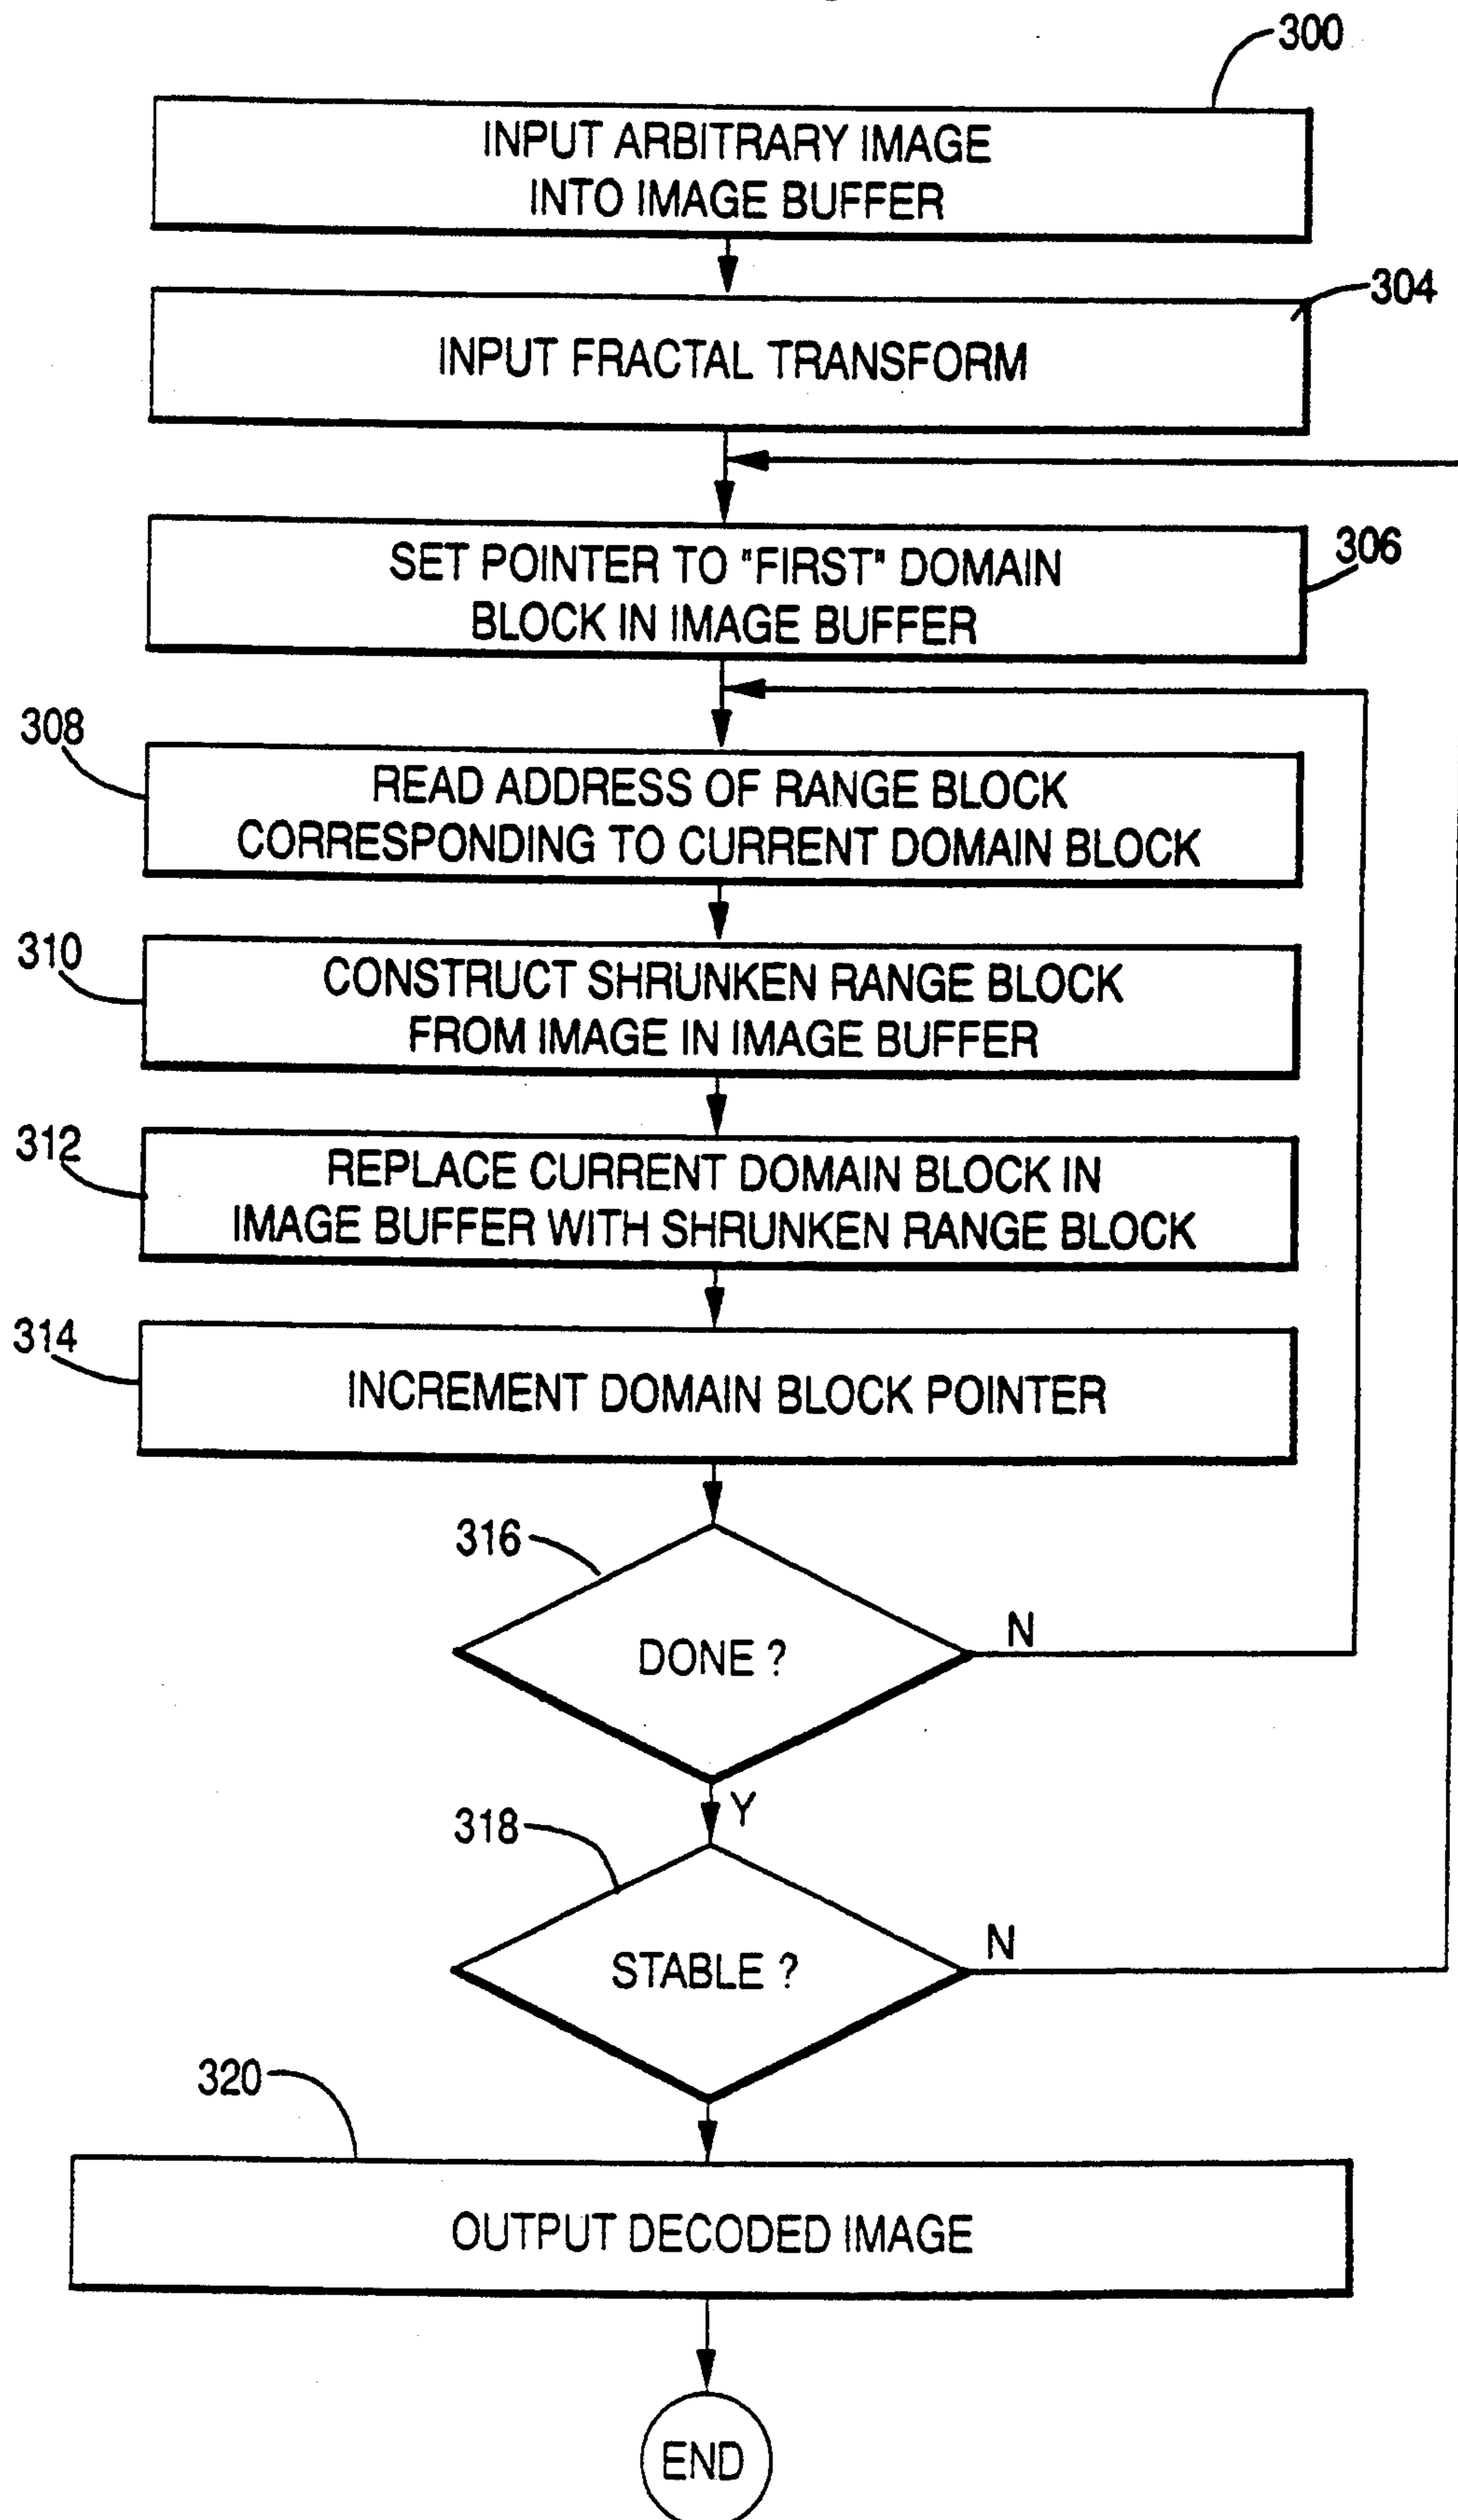 300
INPUT ARBITRARY IMAGE
INTO IMAGE BUFFER
304
INPUT FRACTAL TRANSFORM
306
SET POINTER TO "FIRST" DOMAIN
BLOCK IN IMAGE BUFFER
308
READ ADDRESS OF RANGE BLOCK
CORRESPONDING TO CURRENT DOMAIN BLOCK
310
CONSTRUCT SHRUNKEN RANGE BLOCK
FROM IMAGE IN IMAGE BUFFER
312
REPLACE CURRENT DOMAIN BLOCK IN
IMAGE BUFFER WITH SHRUNKEN RANGE BLOCK
314
INCREMENT DOMAIN BLOCK POINTER
316
DONE ?
N
Y
318
STABLE ?
N
320
OUTPUT DECODED IMAGE
END